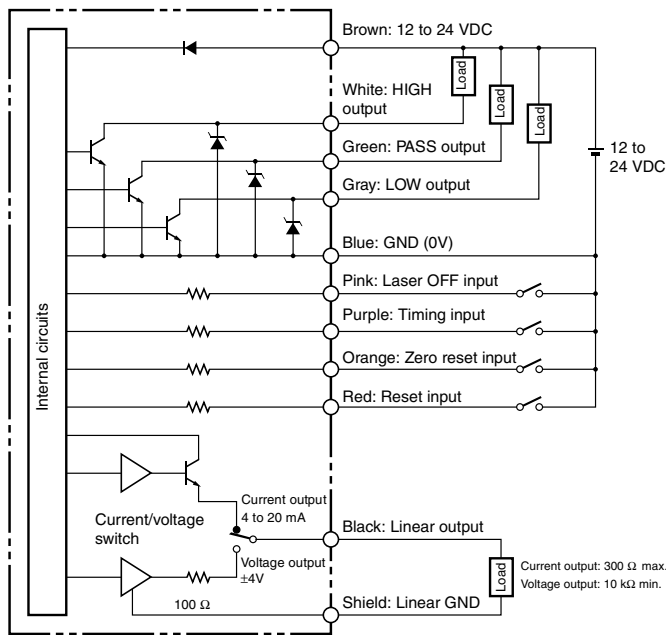 Brown: 12 to 24 VDC
Load
Load
Load
White: HIGH
output
Green: PASS output
12 to
24 VDC
Gray: LOW output
Blue: GND (0V)
Pink: Laser OFF input
Purple: Timing input
Orange: Zero reset input
Red: Reset input
Internal circuits
Current output
4 to 20 mA
Current/voltage
switch
Black: Linear output
Voltage output
±4V
100 Ω
Load
Current output: 300 Ω max.
Voltage output: 10 kΩ min.
Shield: Linear GND